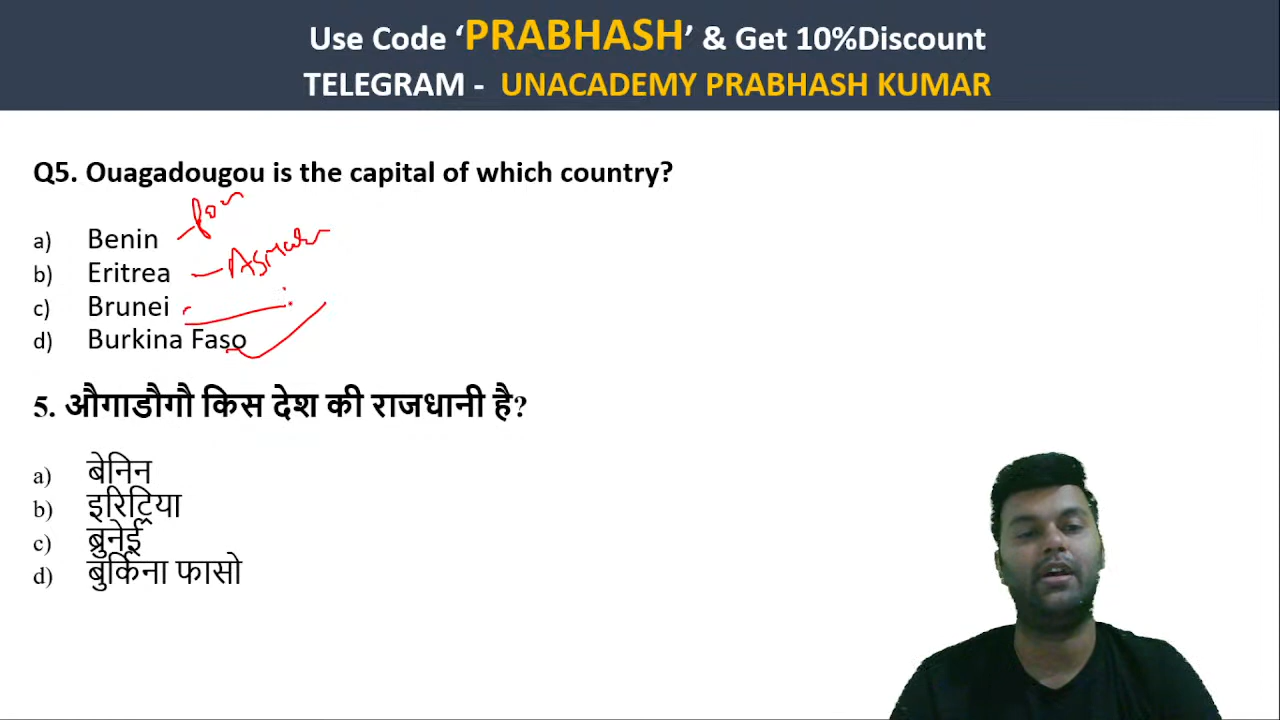 Use Code ‘PRABHASH’ & Get 10%Discount
TELEGRAM - UNACADEMY PRABHASH KUMAR
Q5. Ouagadougou is the capital of which country?
a) Benin
b) Eritrea
c) Brunei
d) Burkina Faso
5. औगाडौगौ किस देश की राजधानी है?
a) बेनिन
b) इरिट्रिया
c) ब्रुनेई
d) बुर्किना फासो